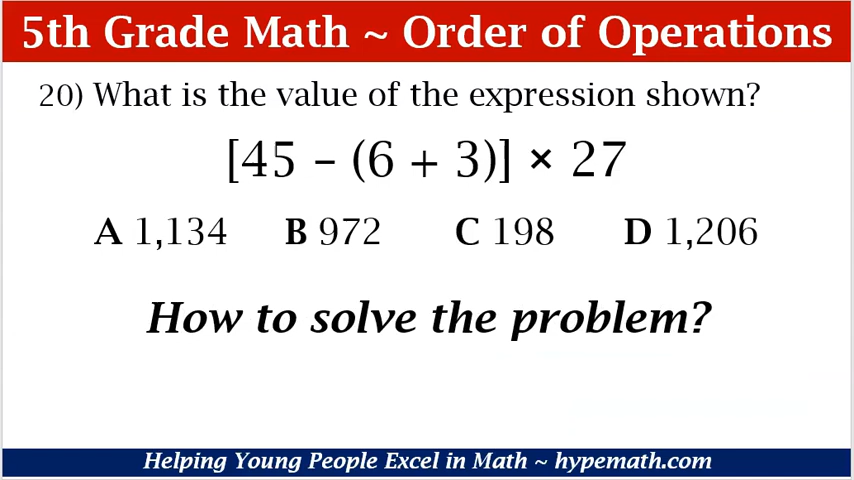 5th Grade Math ~ Order of Operations
20) What is the value of the expression shown?
[45 – (6 + 3)] × 27
A 1,134 B 972 C 198 D 1,206
How to solve the problem?
Helping Young People Excel in Math ~ hypemath.com